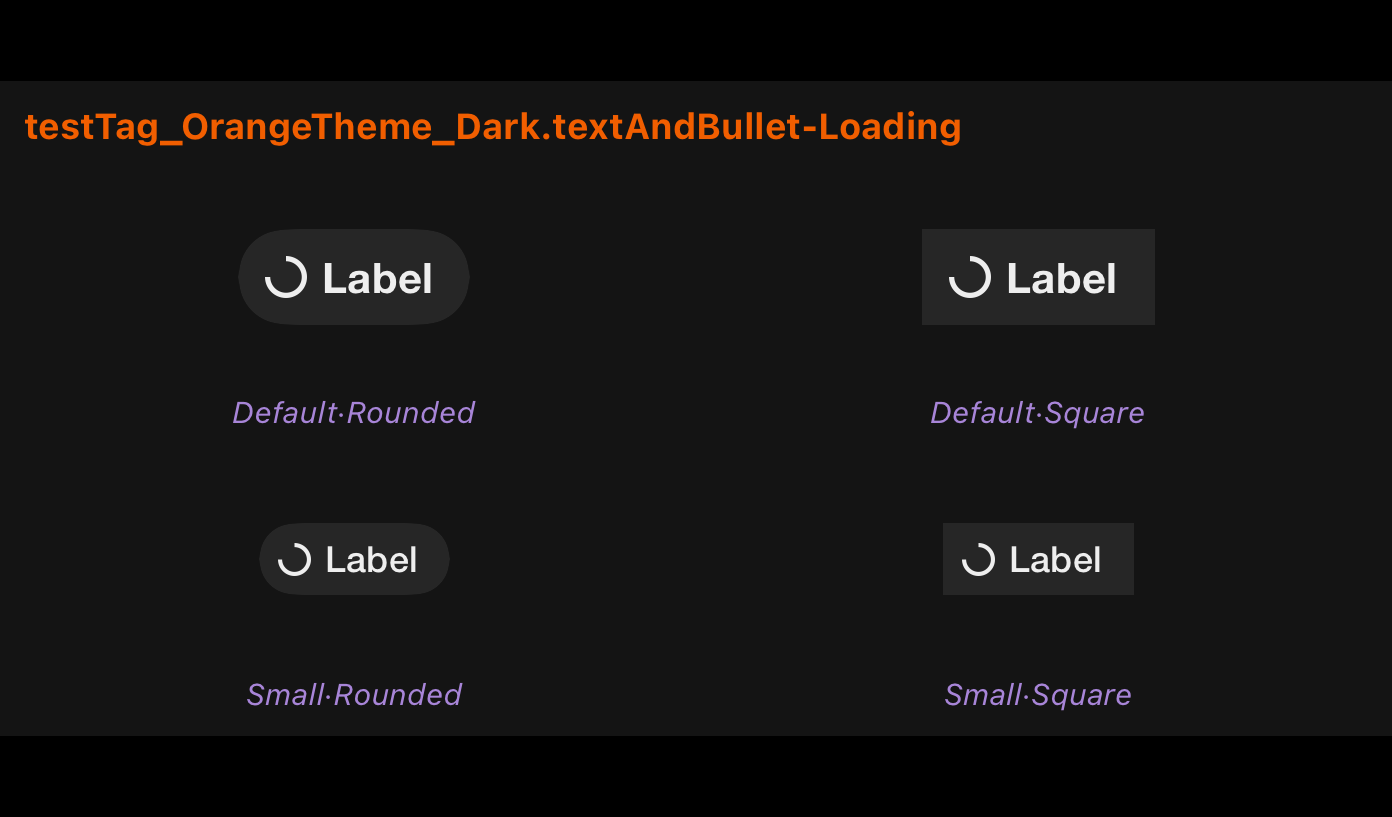 testTag_OrangeTheme_Dark.textAndBullet-Loading
Label
Label
Default·Rounded
Default·Square
Label
Label
Small·Rounded
Small·Square